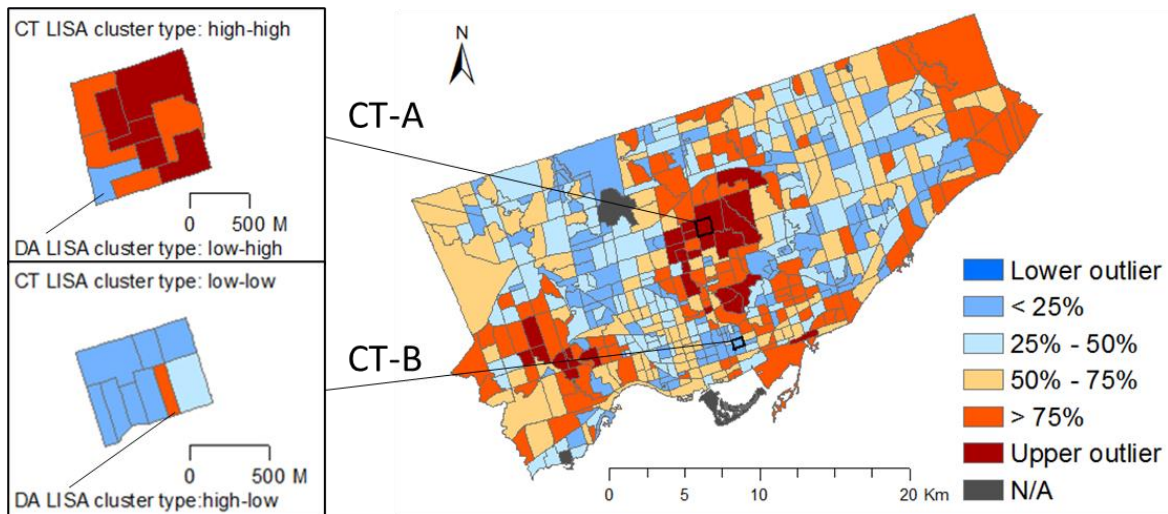 CT LISA cluster type: high-high
0 500 M
DA LISA cluster type: low-high
CT LISA cluster type: low-low
0 500 M
DA LISA cluster type:high-low
N
CT-A
CT-B
Lower outlier
< 25%
25% - 50%
50% - 75%
> 75%
Upper outlier
N/A
0 5 10 20 Km